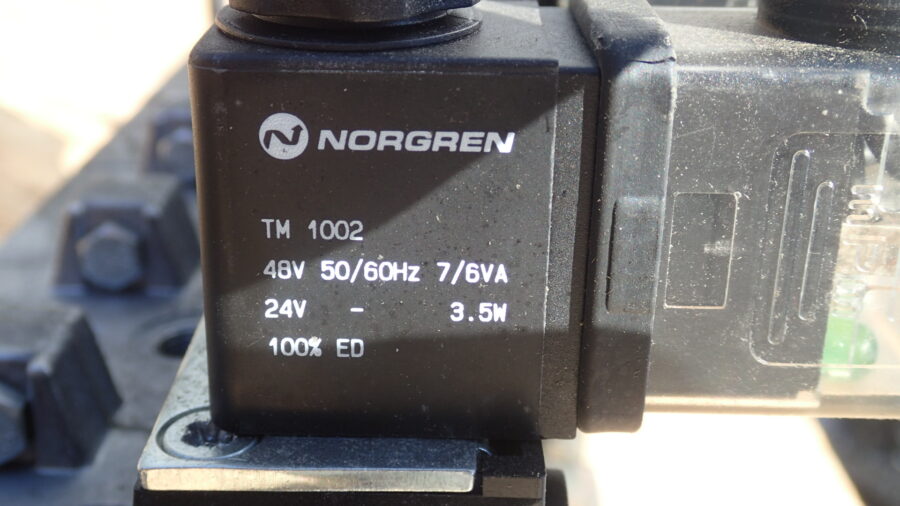 NORGREN
TM 1002
48V 50/60Hz 7/6VA
24V - 3.5W
100% ED